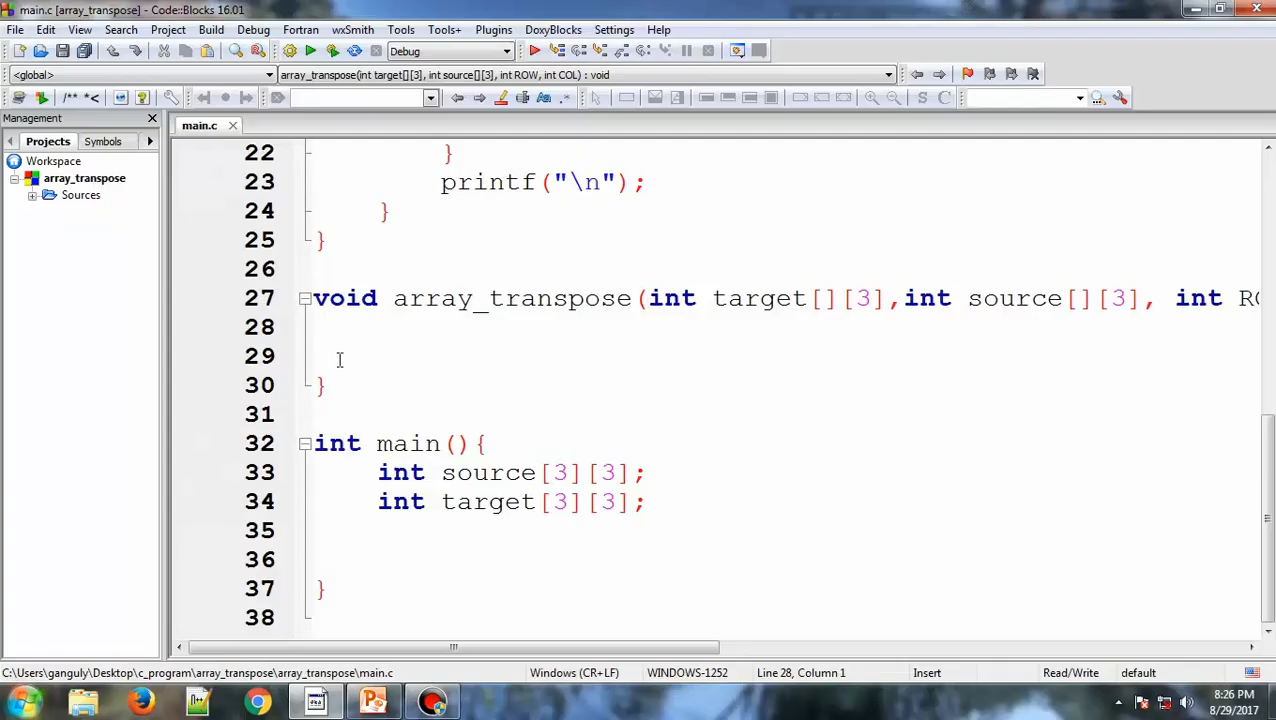 main.c [array_transpose] - Code::Blocks 16.01
File Edit View Search Project Build Debug Fortran wxSmith Tools Tools+ Plugins DoxyBlocks Settings Help
Debug
<global> array_transpose(int target[][3], int source[][3], int ROW, int COL) : void
/** *<
Aa .*
S C
Management
main.c
Projects Symbols
Workspace
array_transpose
Sources
22 }
23 printf("\n");
24 }
25 }
26
27 void array_transpose(int target[][3],int source[][3], int RO
28
29
30 }
31
32 int main(){
33 int source[3][3];
34 int target[3][3];
35
36
37 }
38
C:\Users\ganguly\Desktop\c_program\array_transpose\array_transpose\main.c Windows (CR+LF) WINDOWS-1252 Line 28, Column 1 Insert Read/Write default
8:26 PM
8/29/2017